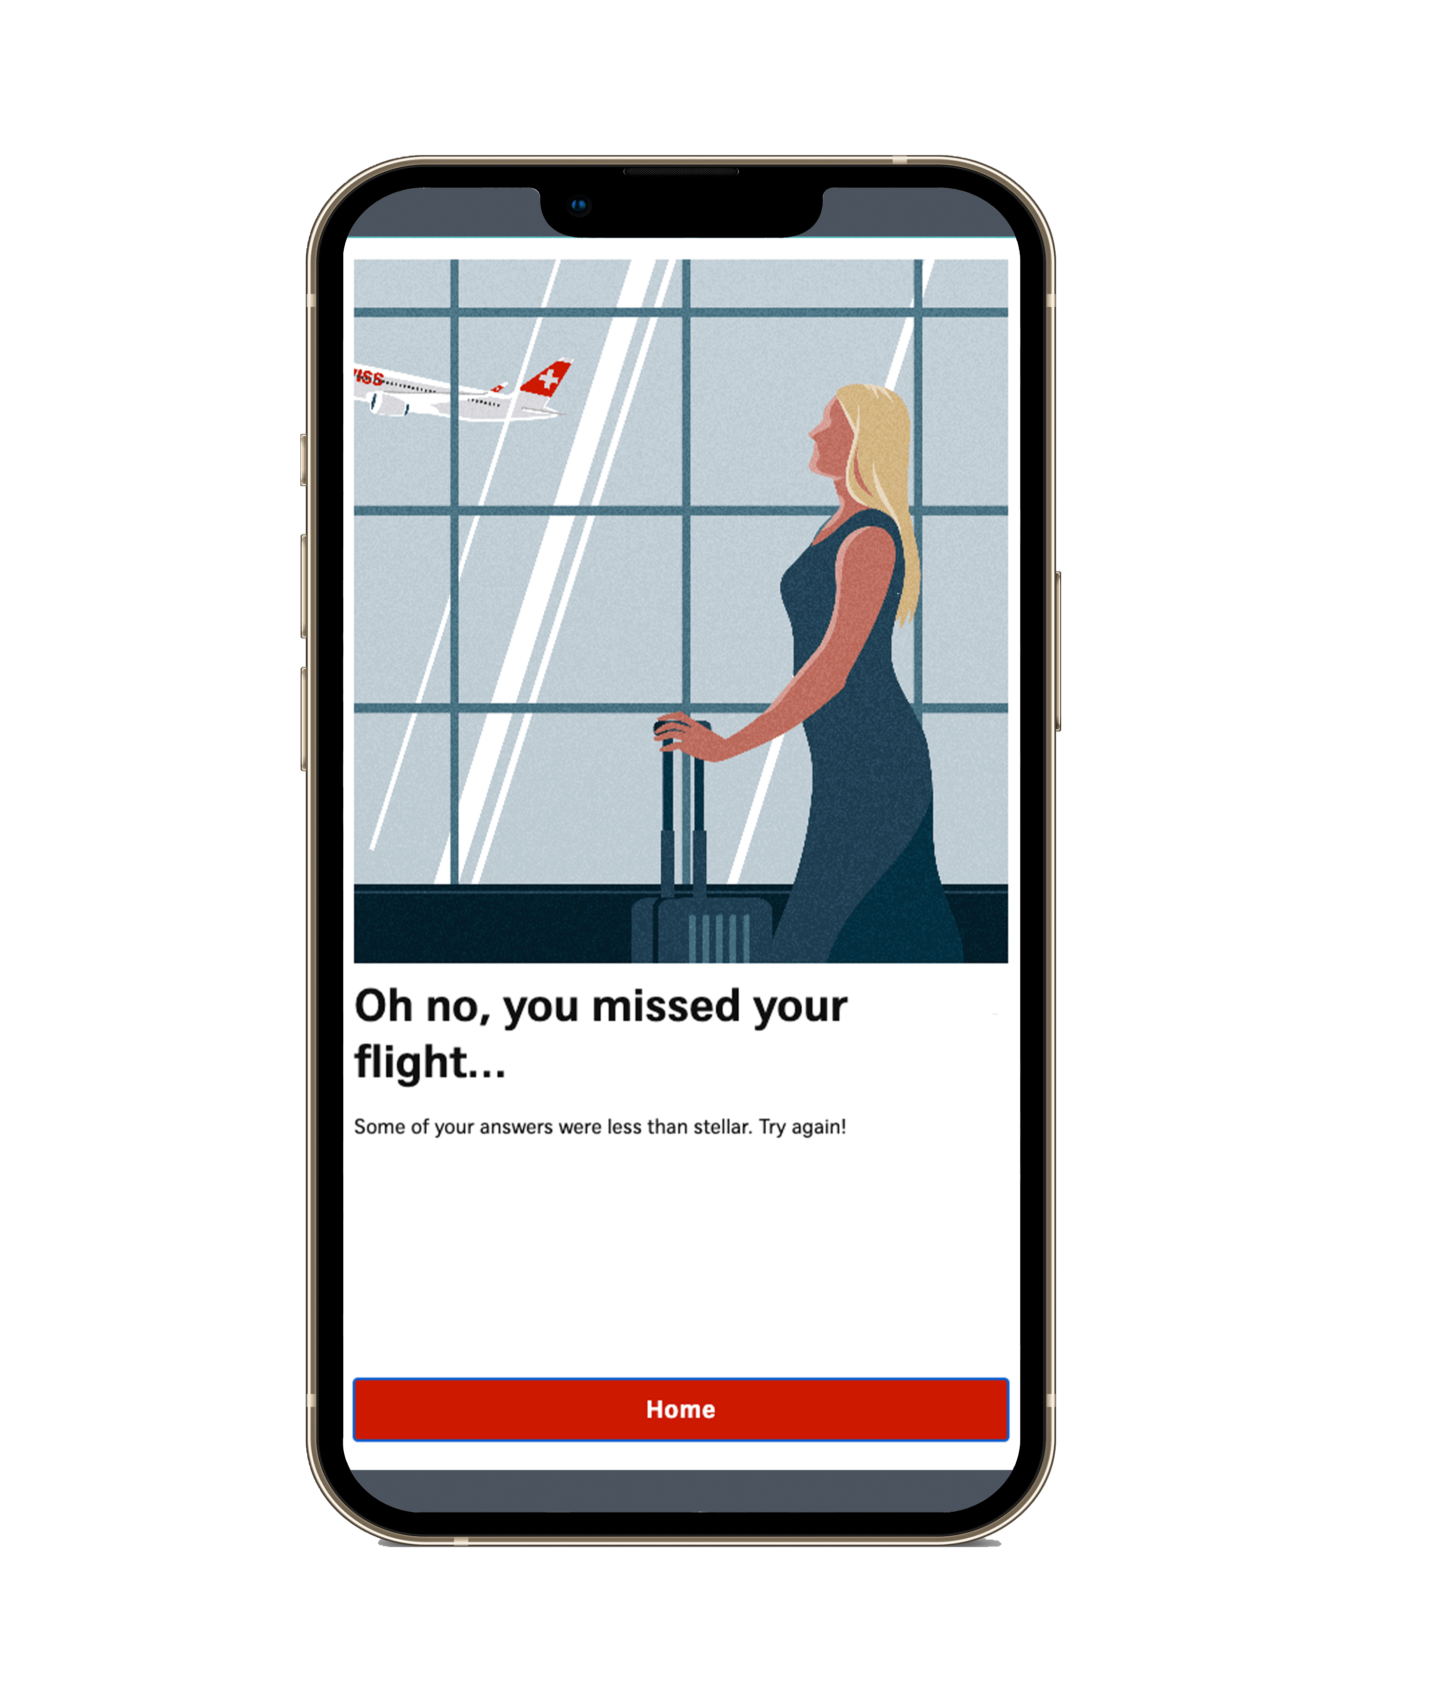 ISS
Oh no, you missed your
flight...
Some of your answers were less than stellar. Try again!
Home